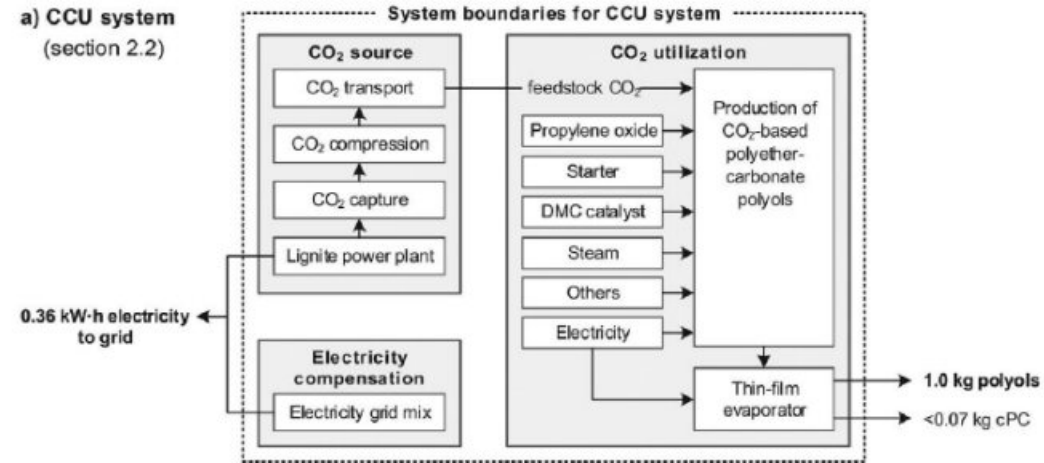 a) CCU system
(section 2.2)
System boundaries for CCU system
CO₂ source
CO₂ transport
CO₂ compression
CO₂ capture
Lignite power plant
0.36 kW·h electricity
to grid
Electricity
compensation
Electricity grid mix
CO₂ utilization
feedstock CO₂
Propylene oxide
Starter
DMC catalyst
Steam
Others
Electricity
Production of
CO₂-based
polyether-
carbonate
polyols
Thin-film
evaporator
1.0 kg polyols
<0.07 kg cPC